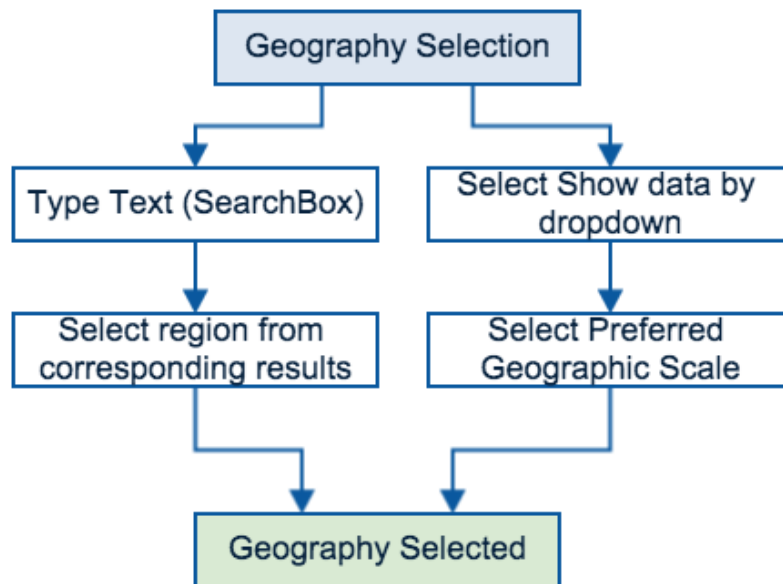 Geography Selection
Type Text (SearchBox)
Select Show data by
dropdown
Select region from
corresponding results
Select Preferred
Geographic Scale
Geography Selected